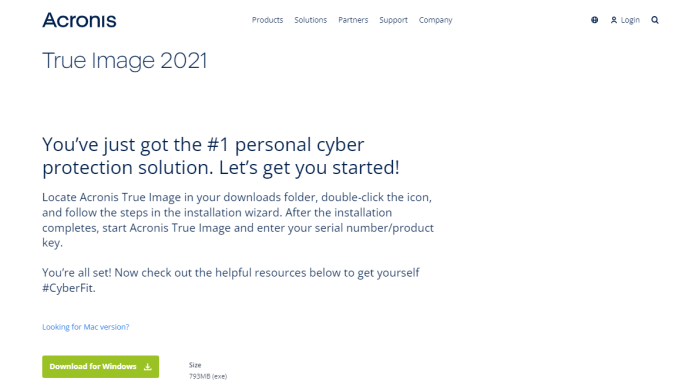 Acronis
Products Solutions Partners Support Company
Login
True Image 2021
You’ve just got the #1 personal cyber
protection solution. Let’s get you started!
Locate Acronis True Image in your downloads folder, double-click the icon,
and follow the steps in the installation wizard. After the installation
completes, start Acronis True Image and enter your serial number/product
key.
You’re all set! Now check out the helpful resources below to get yourself
#CyberFit.
Looking for Mac version?
Download for Windows
Size
793MB (exe)